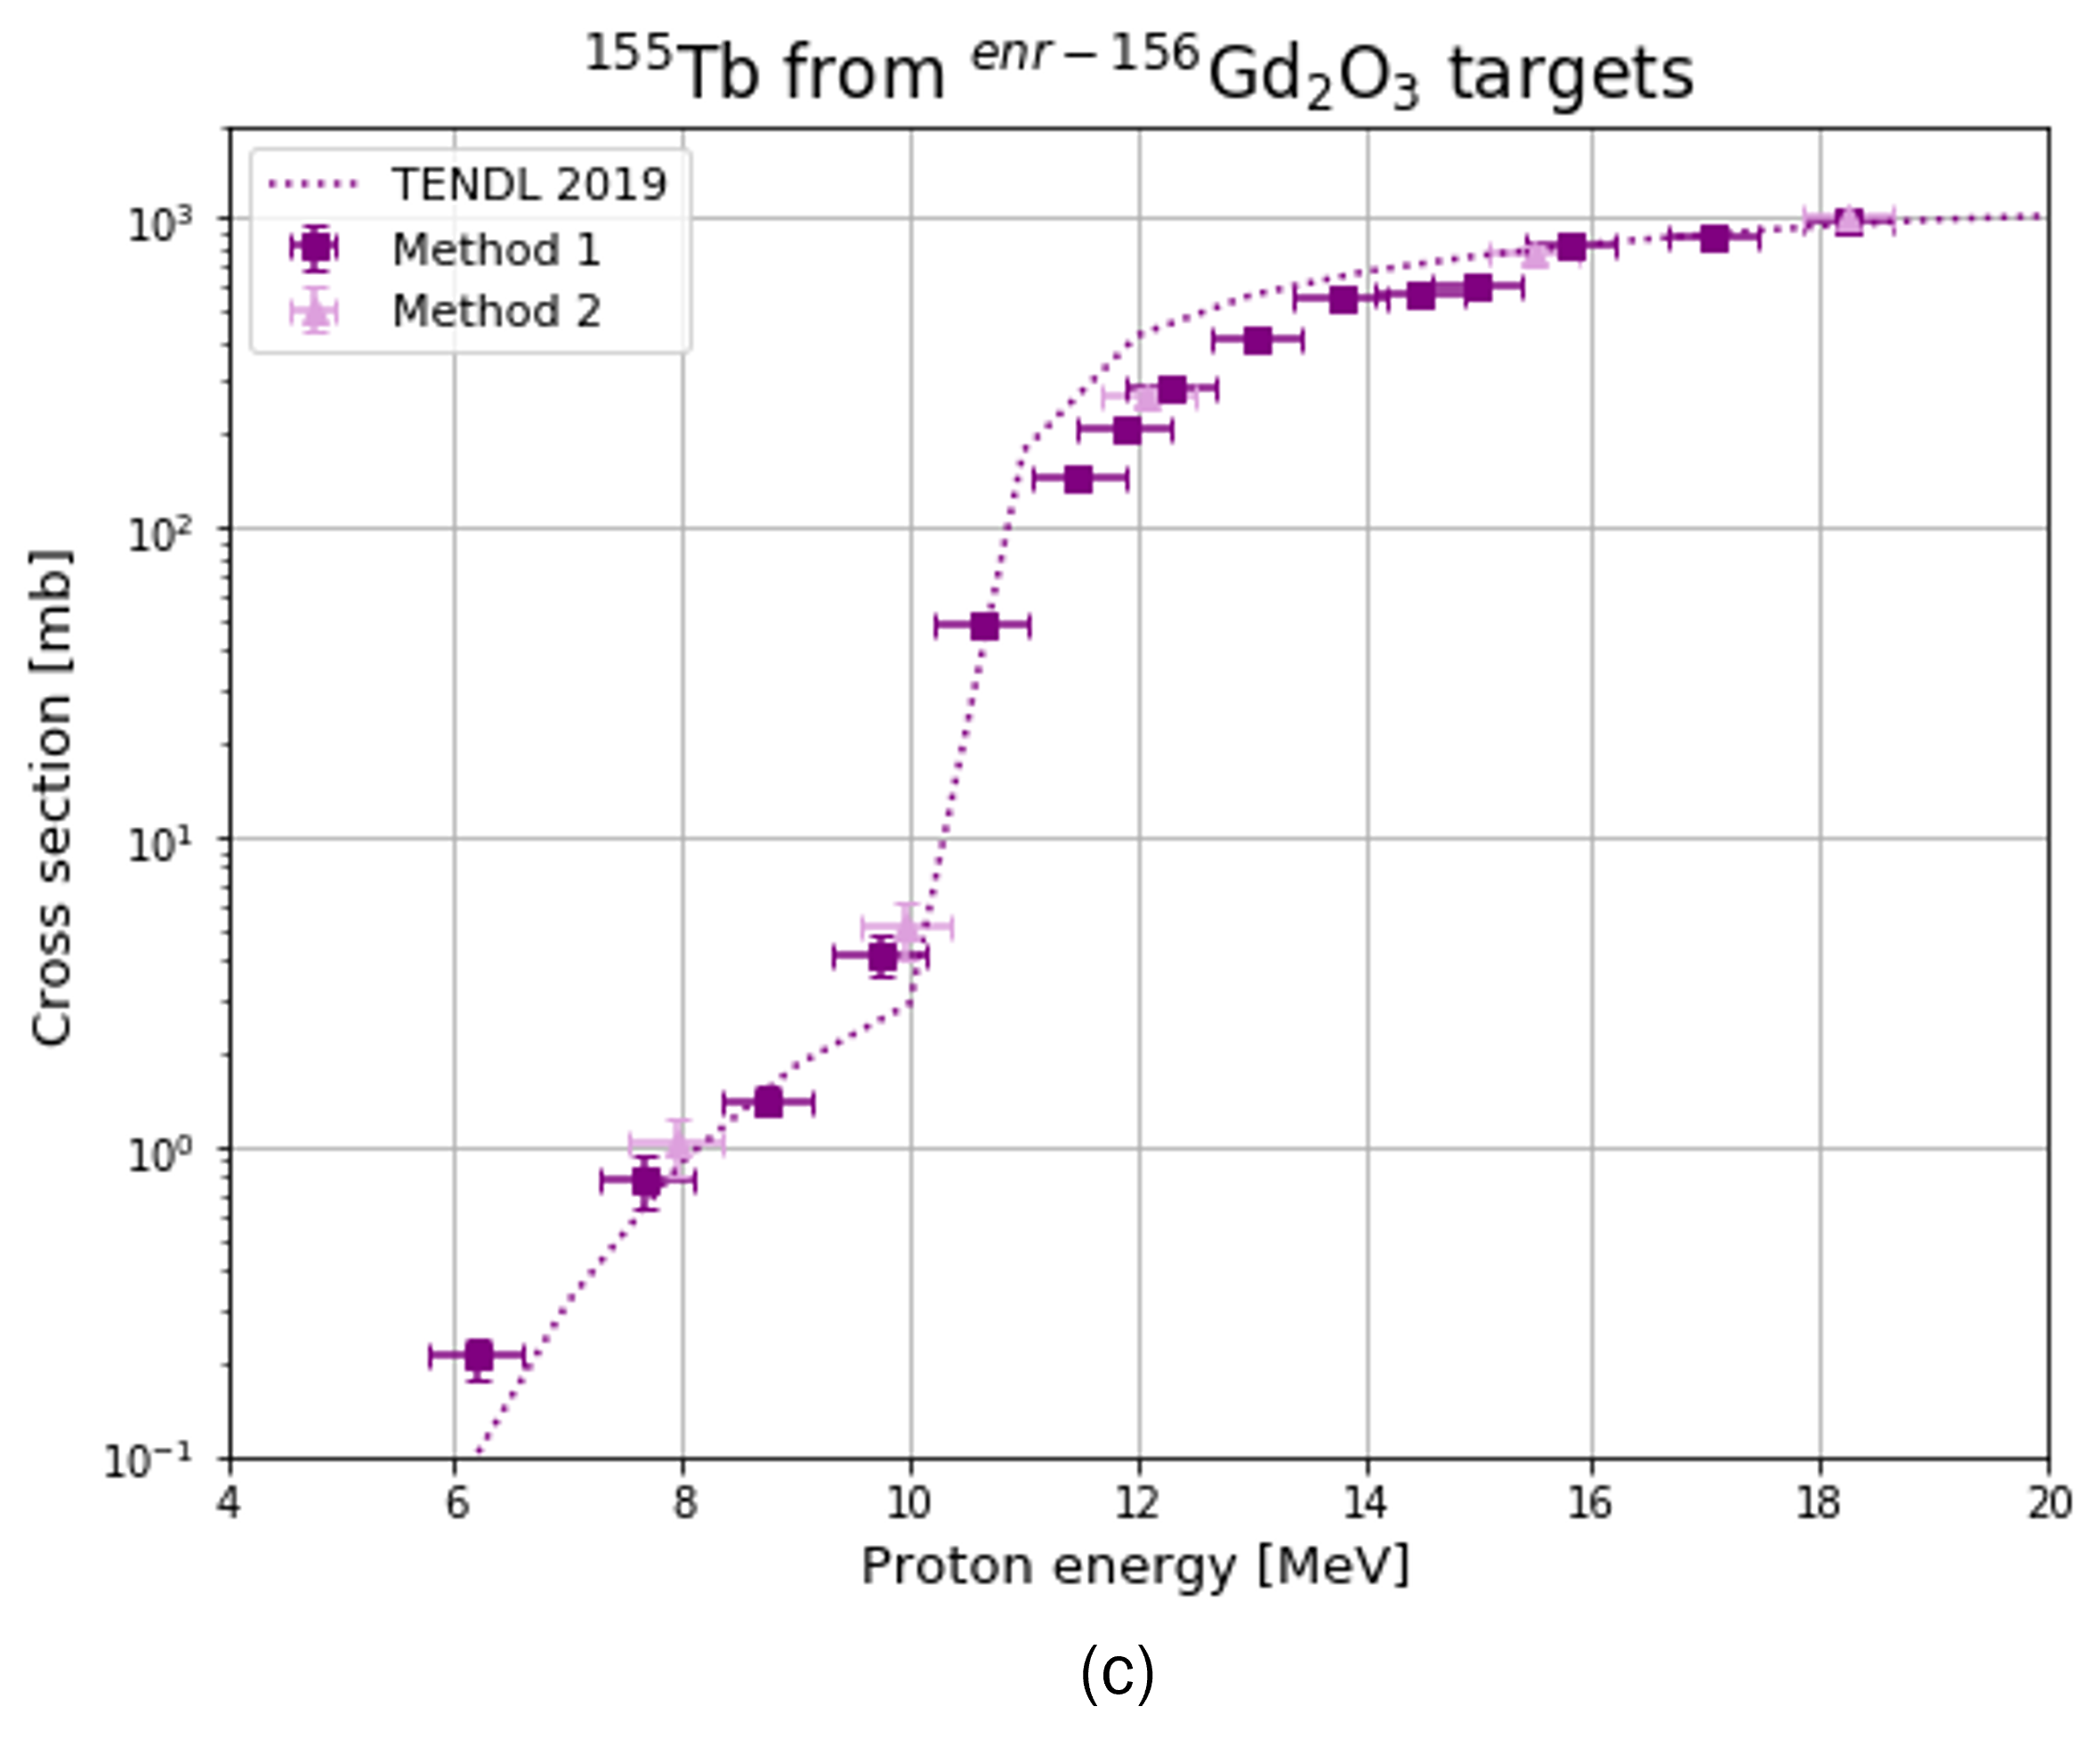 ¹⁵⁵Tb from ᵉⁿʳ⁻¹⁵⁶Gd₂O₃ targets
TENDL 2019
Method 1
Method 2
10³
10²
10¹
10⁰
10⁻¹
Cross section [mb]
4 6 8 10 12 14 16 18 20
Proton energy [MeV]
(c)